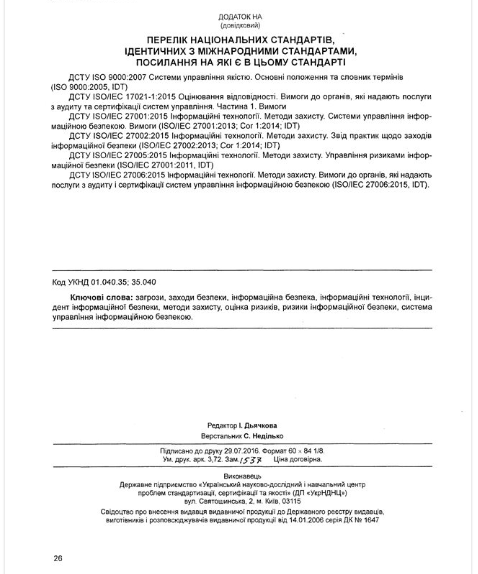 ДОДАТОК НА
(довідковий)
ПЕРЕЛІК НАЦІОНАЛЬНИХ СТАНДАРТІВ,
ІДЕНТИЧНИХ З МІЖНАРОДНИМИ СТАНДАРТАМИ,
ПОСИЛАННЯ НА ЯКІ Є В ЦЬОМУ СТАНДАРТІ
ДСТУ ISO 9000:2007 Системи управління якістю. Основні положення та словник термінів
(ISO 9000:2005, IDT)
ДСТУ ISO/IEC 17021-1:2015 Оцінювання відповідності. Вимоги до органів, які надають послуги
з аудиту та сертифікації систем управління. Частина 1. Вимоги
ДСТУ ISO/IEC 27001:2015 Інформаційні технології. Методи захисту. Системи управління інфор-
маційною безпекою. Вимоги (ISO/IEC 27001:2013; Cor 1:2014; IDT)
ДСТУ ISO/IEC 27002:2015 Інформаційні технології. Методи захисту. Звід практик щодо заходів
інформаційної безпеки (ISO/IEC 27002:2013; Cor 1:2014; IDT)
ДСТУ ISO/IEC 27005:2015 Інформаційні технології. Методи захисту. Управління ризиками інфор-
маційної безпеки (ISO/IEC 27001:2011, IDT)
ДСТУ ISO/IEC 27006:2015 Інформаційні технології. Методи захисту. Вимоги до органів, які надають
послуги з аудиту і сертифікації систем управління інформаційною безпекою (ISO/IEC 27006:2015, IDT).
Код УКНД 01.040.35; 35.040
Ключові слова: загрози, заходи безпеки, інформаційна безпека, інформаційні технології, інци-
дент інформаційної безпеки, методи захисту, оцінка ризиків, ризики інформаційної безпеки, система
управління інформаційною безпекою.
Редактор І. Дьячкова
Верстальник С. Неділько
Підписано до друку 29.07.2016. Формат 60 × 84 1/8.
Ум. друк. арк. 3,72. Зам. 1537 Ціна договірна.
Виконавець
Державне підприємство «Український науково-дослідний і навчальний центр
проблем стандартизації, сертифікації та якості» (ДП «УкрНДНЦ»)
вул. Святошинська, 2, м. Київ, 03115
Свідоцтво про внесення видавця видавничої продукції до Державного реєстру видавців,
виготівників і розповсюджувачів видавничої продукції від 14.01.2006 серія ДК № 1647
26